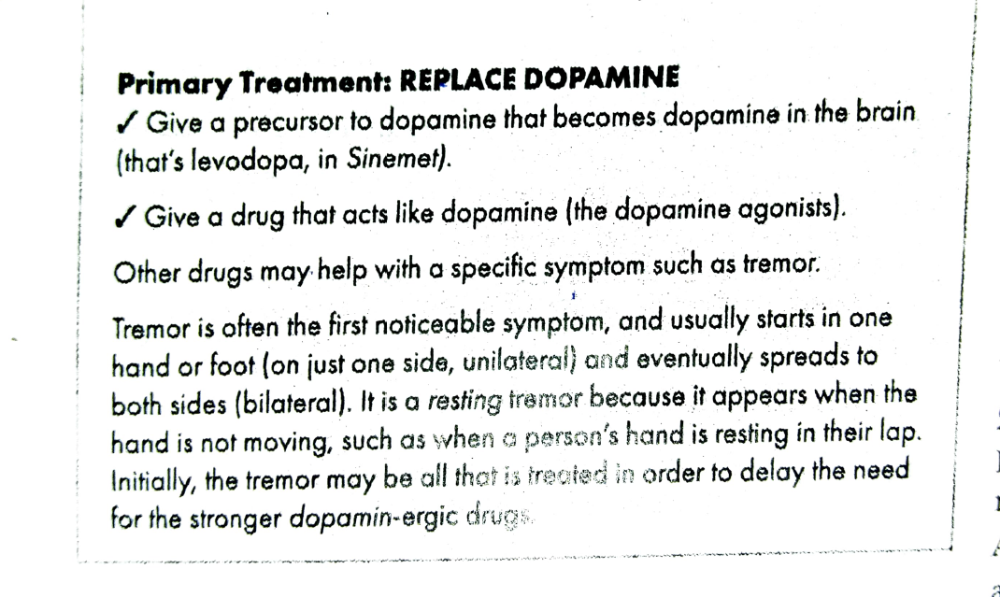 Primary Treatment: REPLACE DOPAMINE
✓ Give a precursor to dopamine that becomes dopamine in the brain
(that's levodopa, in Sinemet).
✓ Give a drug that acts like dopamine (the dopamine agonists).
Other drugs may help with a specific symptom such as tremor.
Tremor is often the first noticeable symptom, and usually starts in one
hand or foot (on just one side, unilateral) and eventually spreads to
both sides (bilateral). It is a resting tremor because it appears when the
hand is not moving, such as when a person's hand is resting in their lap.
Initially, the tremor may be all that is treated in order to delay the need
for the stronger dopamin-ergic drugs.